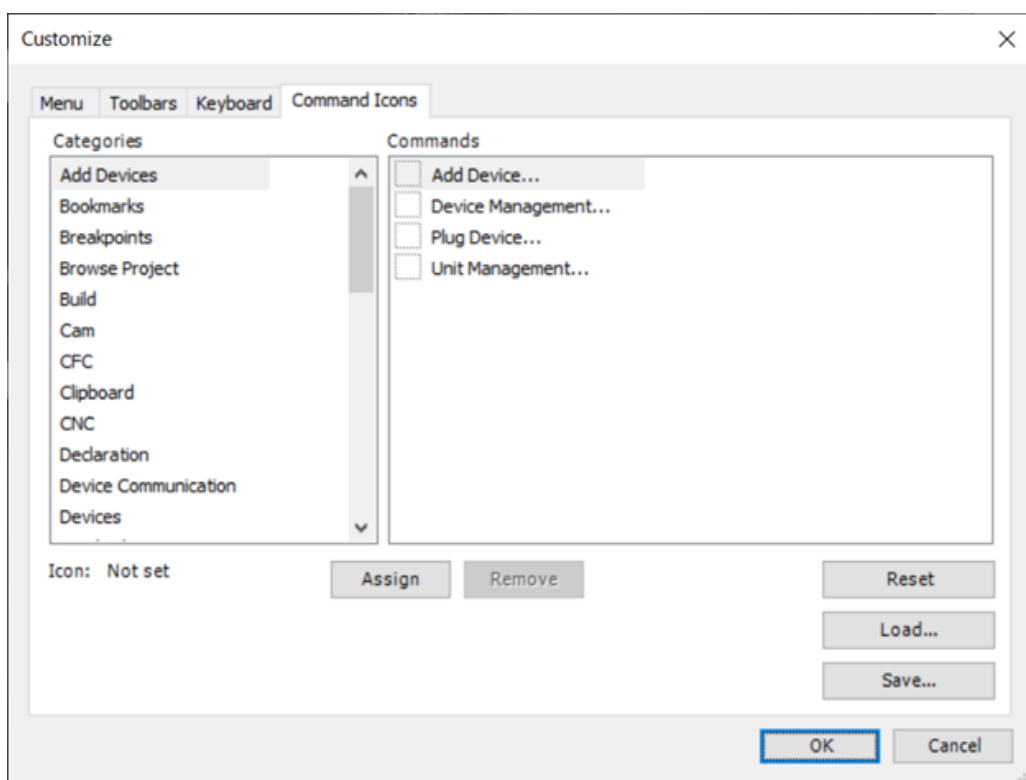 Customize
Menu Toolbars Keyboard Command Icons
Categories
Add Devices
Bookmarks
Breakpoints
Browse Project
Build
Cam
CFC
Clipboard
CNC
Declaration
Device Communication
Devices
Commands
Add Device...
Device Management...
Plug Device...
Unit Management...
Icon: Not set
Assign
Remove
Reset
Load...
Save...
OK
Cancel